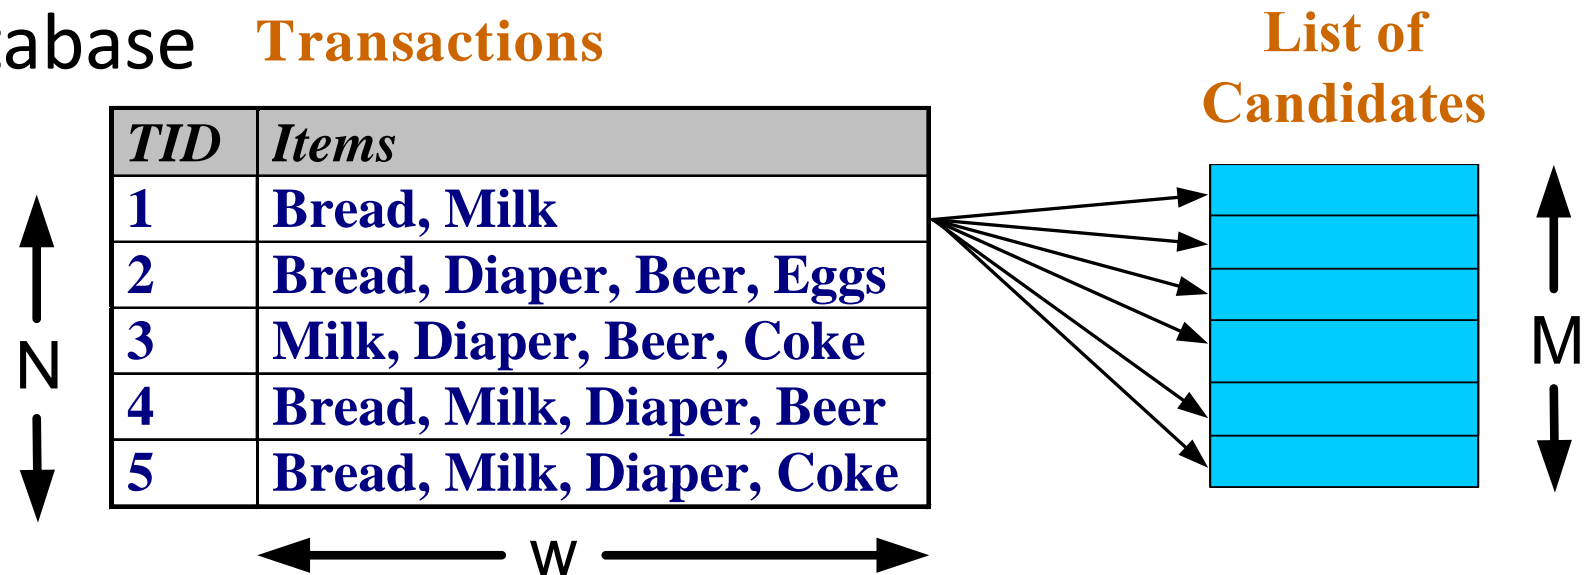 tabase Transactions
List of
Candidates
TID Items
1 Bread, Milk
2 Bread, Diaper, Beer, Eggs
3 Milk, Diaper, Beer, Coke
4 Bread, Milk, Diaper, Beer
5 Bread, Milk, Diaper, Coke
N
M
w